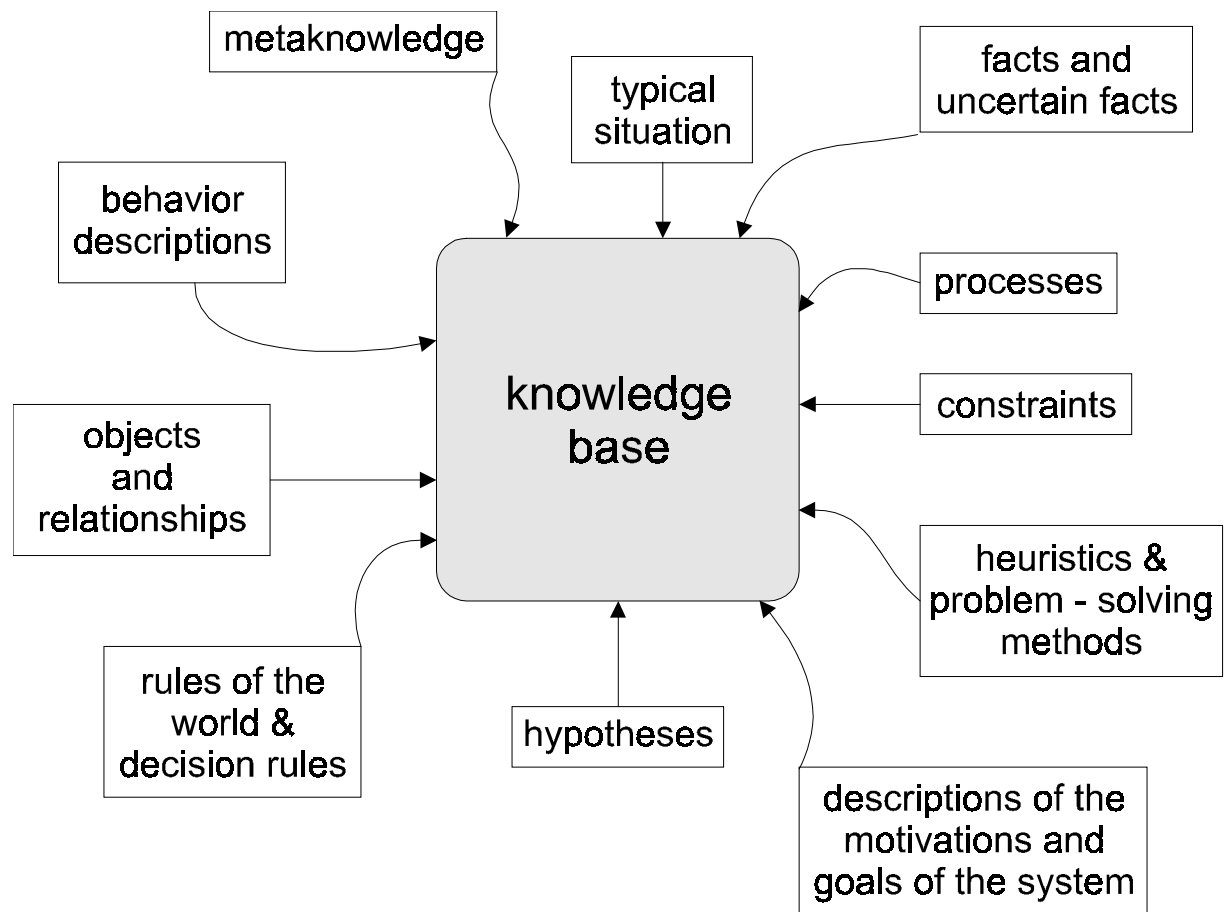 metaknowledge
typical
situation
facts and
uncertain facts
behavior
descriptions
processes
knowledge
base
constraints
objects
and
relationships
heuristics &
problem - solving
methods
rules of the
world &
decision rules
hypotheses
descriptions of the
motivations and
goals of the system